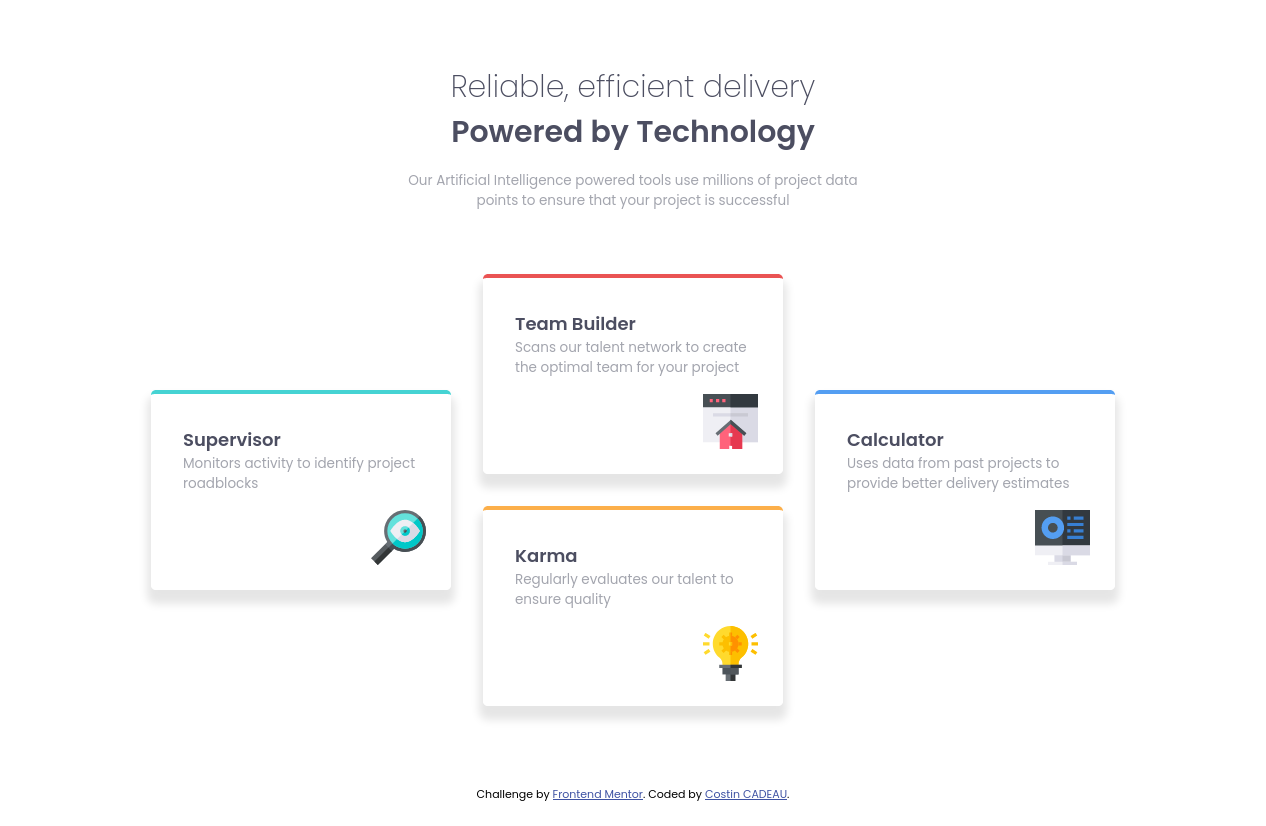 Reliable, efficient delivery
Powered by Technology
Our Artificial Intelligence powered tools use millions of project data
points to ensure that your project is successful
Team Builder
Scans our talent network to create
the optimal team for your project
Supervisor
Monitors activity to identify project
roadblocks
Calculator
Uses data from past projects to
provide better delivery estimates
Karma
Regularly evaluates our talent to
ensure quality
Challenge by Frontend Mentor. Coded by Costin CADEAU.